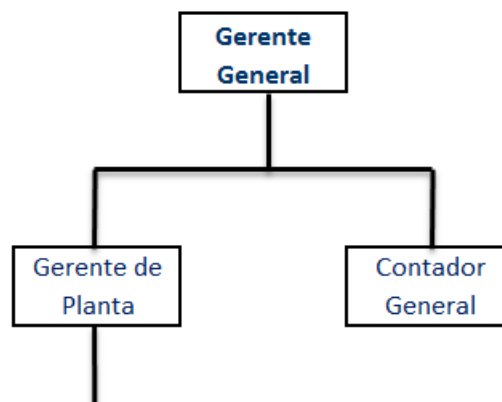 Gerente
General
Gerente de
Planta
Contador
General